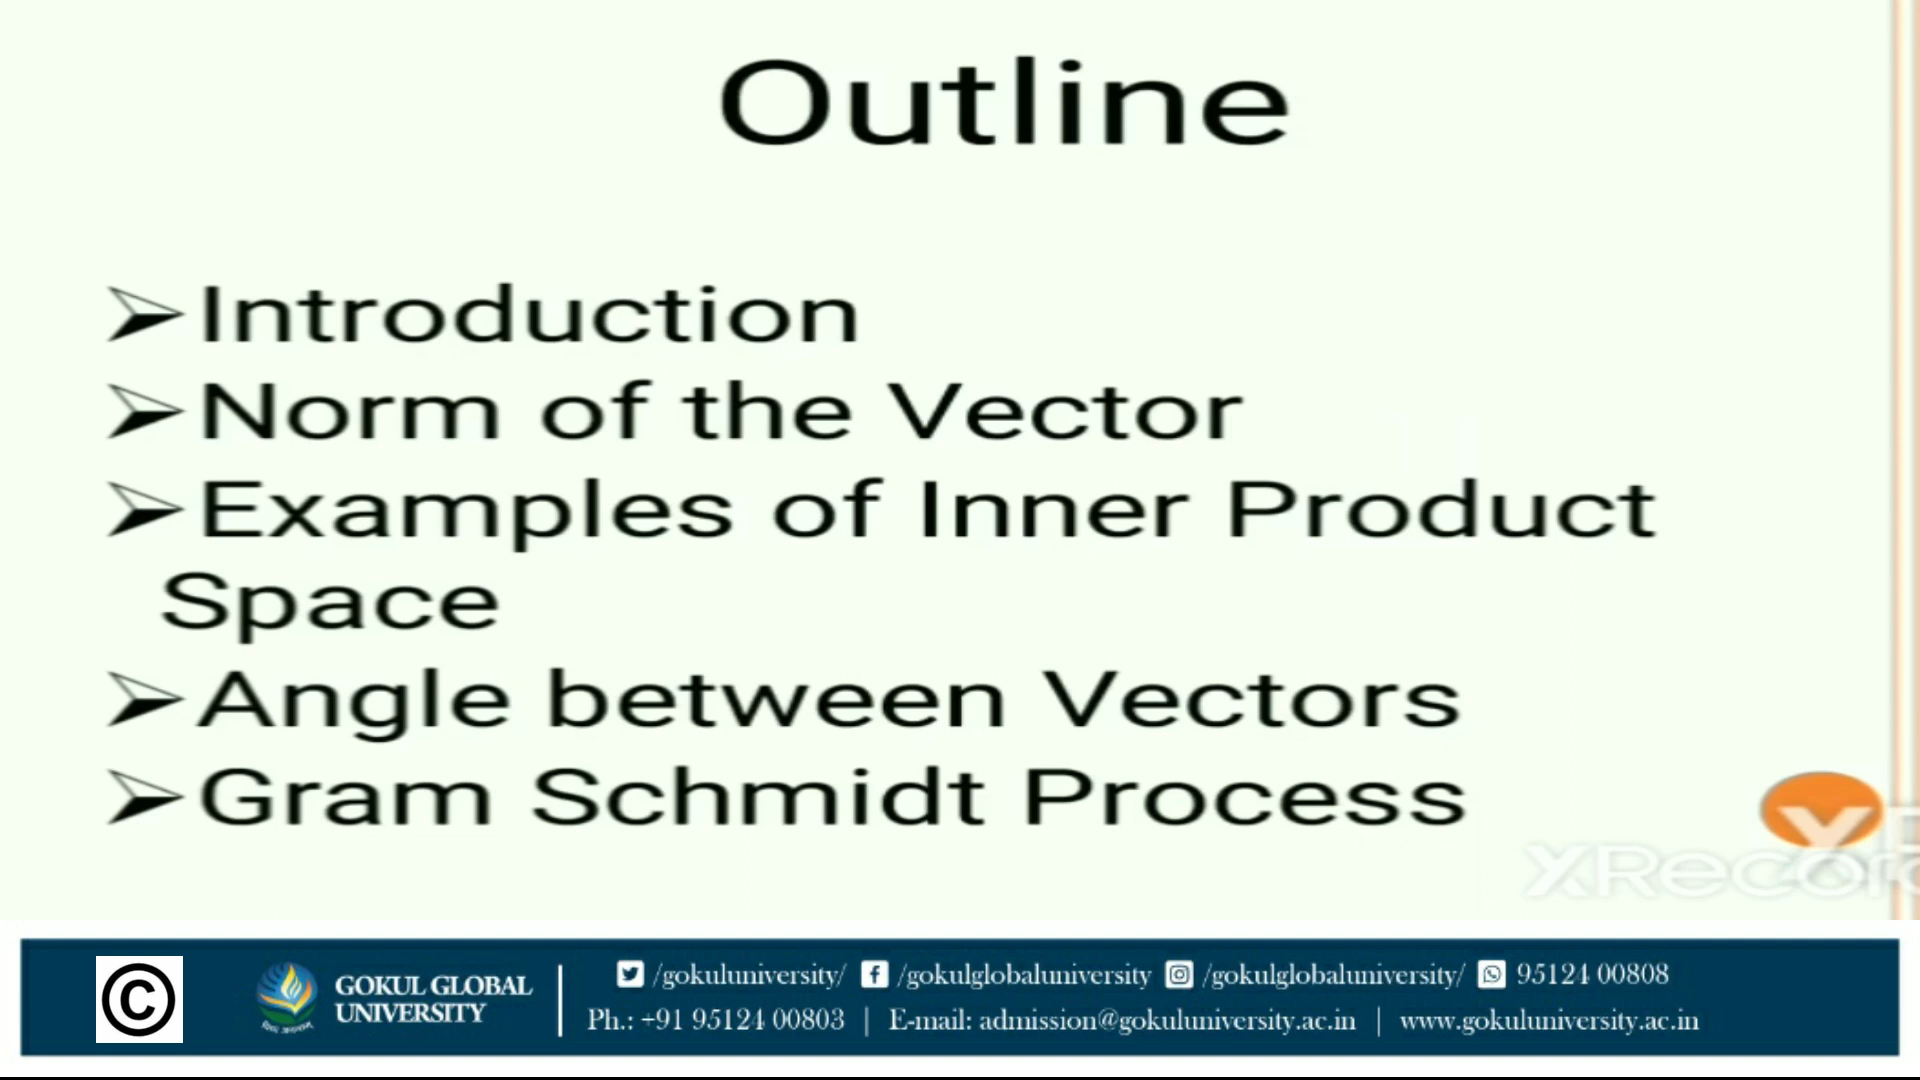 Outline
➢Introduction
➢Norm of the Vector
➢Examples of Inner Product
Space
➢Angle between Vectors
➢Gram Schmidt Process
XRecor
©
GOKUL GLOBAL
UNIVERSITY
/gokuluniversity/ /gokulglobaluniversity /gokulglobaluniversity/ 95124 00808
Ph.: +91 95124 00803 | E-mail: admission@gokuluniversity.ac.in | www.gokuluniversity.ac.in